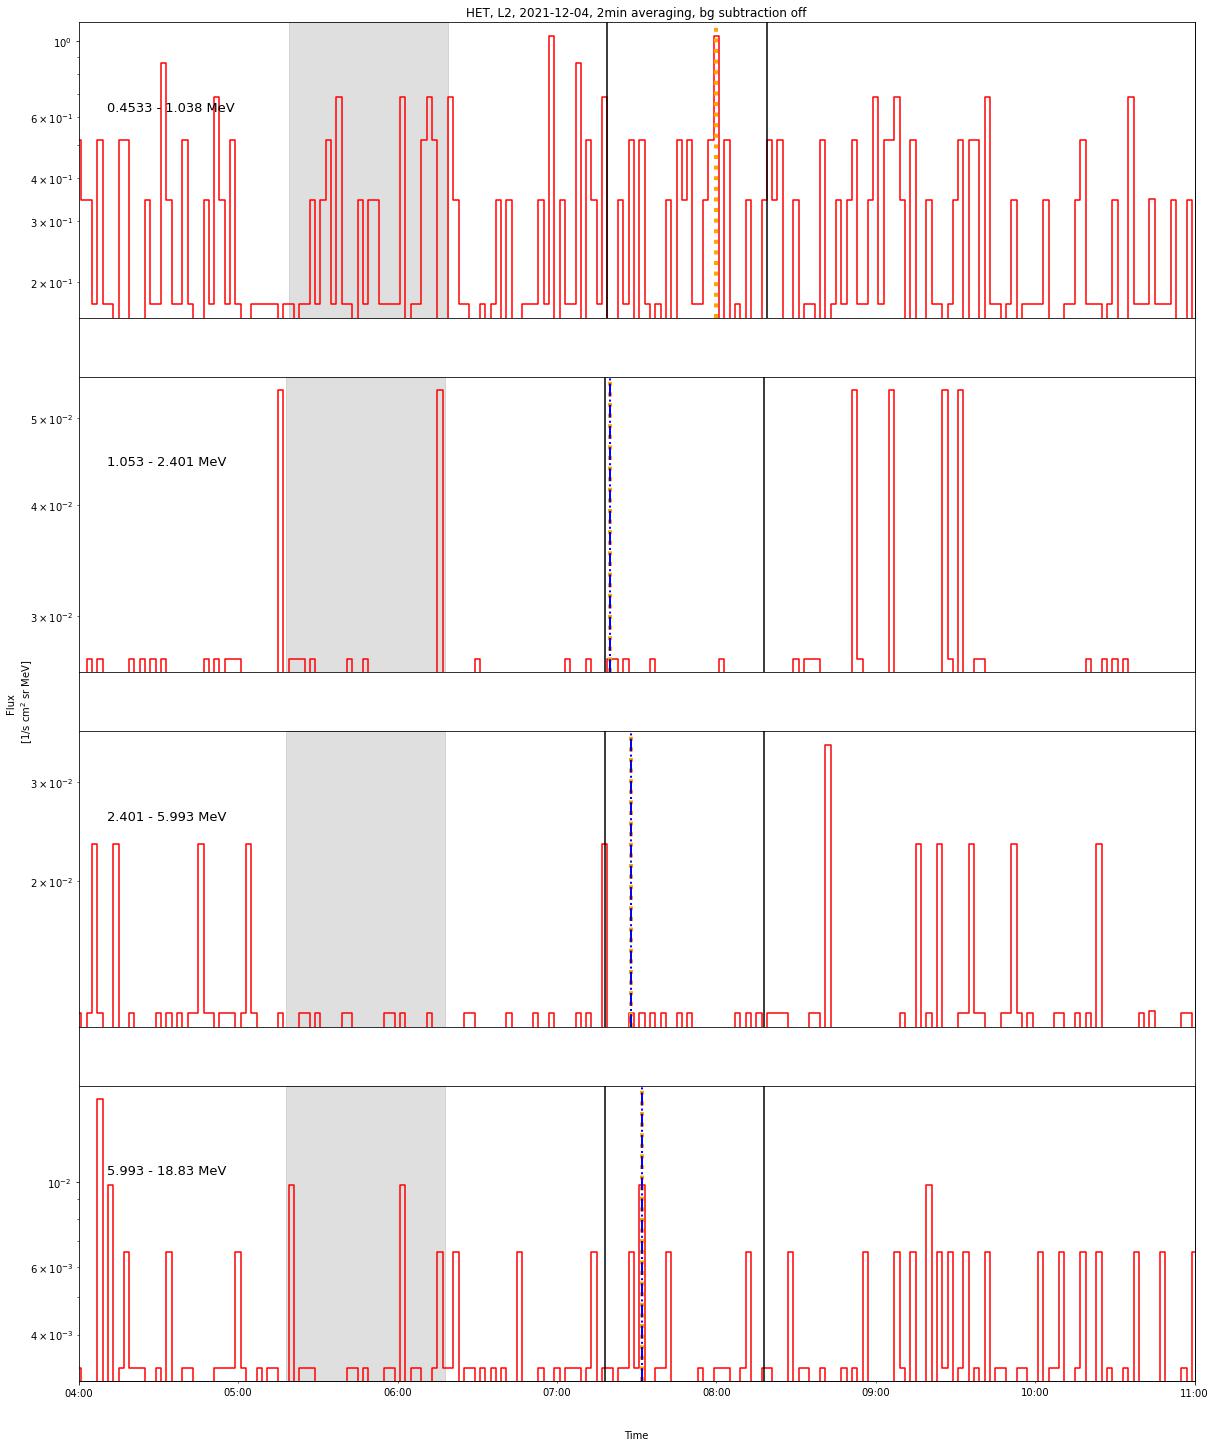 HET, L2, 2021-12-04, 2min averaging, bg subtraction off
10⁰
6 × 10⁻¹
4 × 10⁻¹
3 × 10⁻¹
2 × 10⁻¹
0.4533 - 1.038 MeV
5 × 10⁻²
4 × 10⁻²
3 × 10⁻²
1.053 - 2.401 MeV
Flux
[1/s cm² sr MeV]
3 × 10⁻²
2 × 10⁻²
2.401 - 5.993 MeV
10⁻²
6 × 10⁻³
4 × 10⁻³
5.993 - 18.83 MeV
04:00 05:00 06:00 07:00 08:00 09:00 10:00 11:00
Time